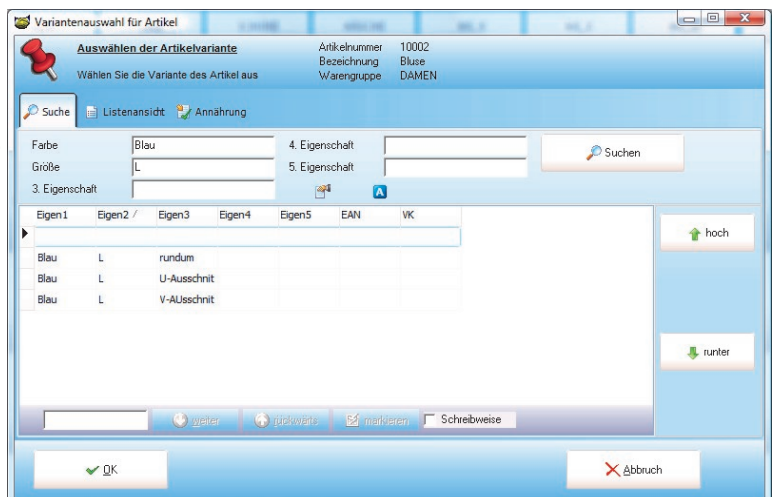 Variantenauswahl für Artikel
Auswählen der Artikelvariante
Wählen Sie die Variante des Artikel aus
Artikelnummer 10002
Bezeichnung Bluse
Warengruppe DAMEN
Suche Listenansicht Annährung
Farbe Blau 4. Eigenschaft
Größe L 5. Eigenschaft
3. Eigenschaft A
Suchen
Eigen1 Eigen2 / Eigen3 Eigen4 Eigen5 EAN VK
Blau L rundum
Blau L U-Ausschnit
Blau L V-AUsschnit
hoch
runter
weiter rückwärts markieren Schreibweise
OK Abbruch